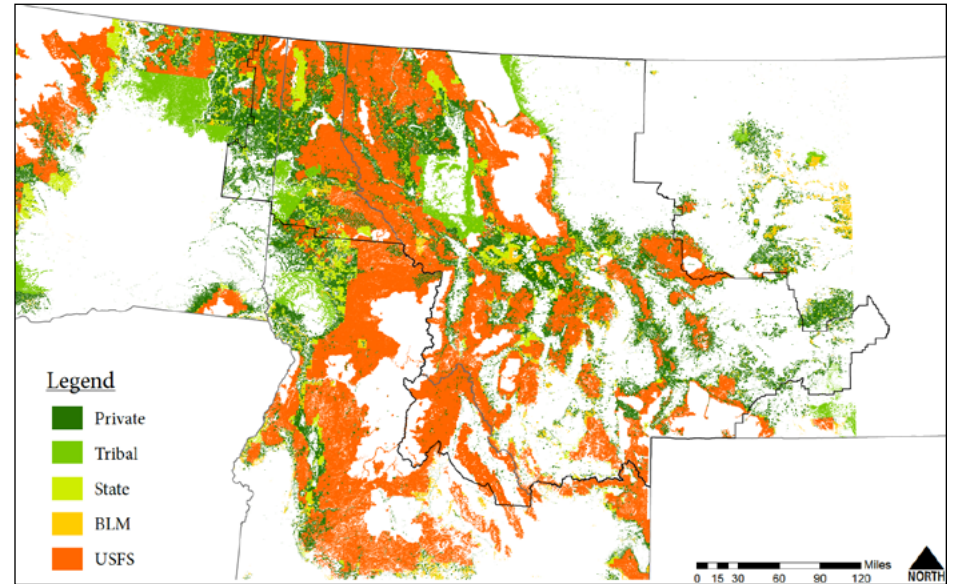 Legend
Private
Tribal
State
BLM
USFS
Miles
0 15 30 60 90 120
NORTH